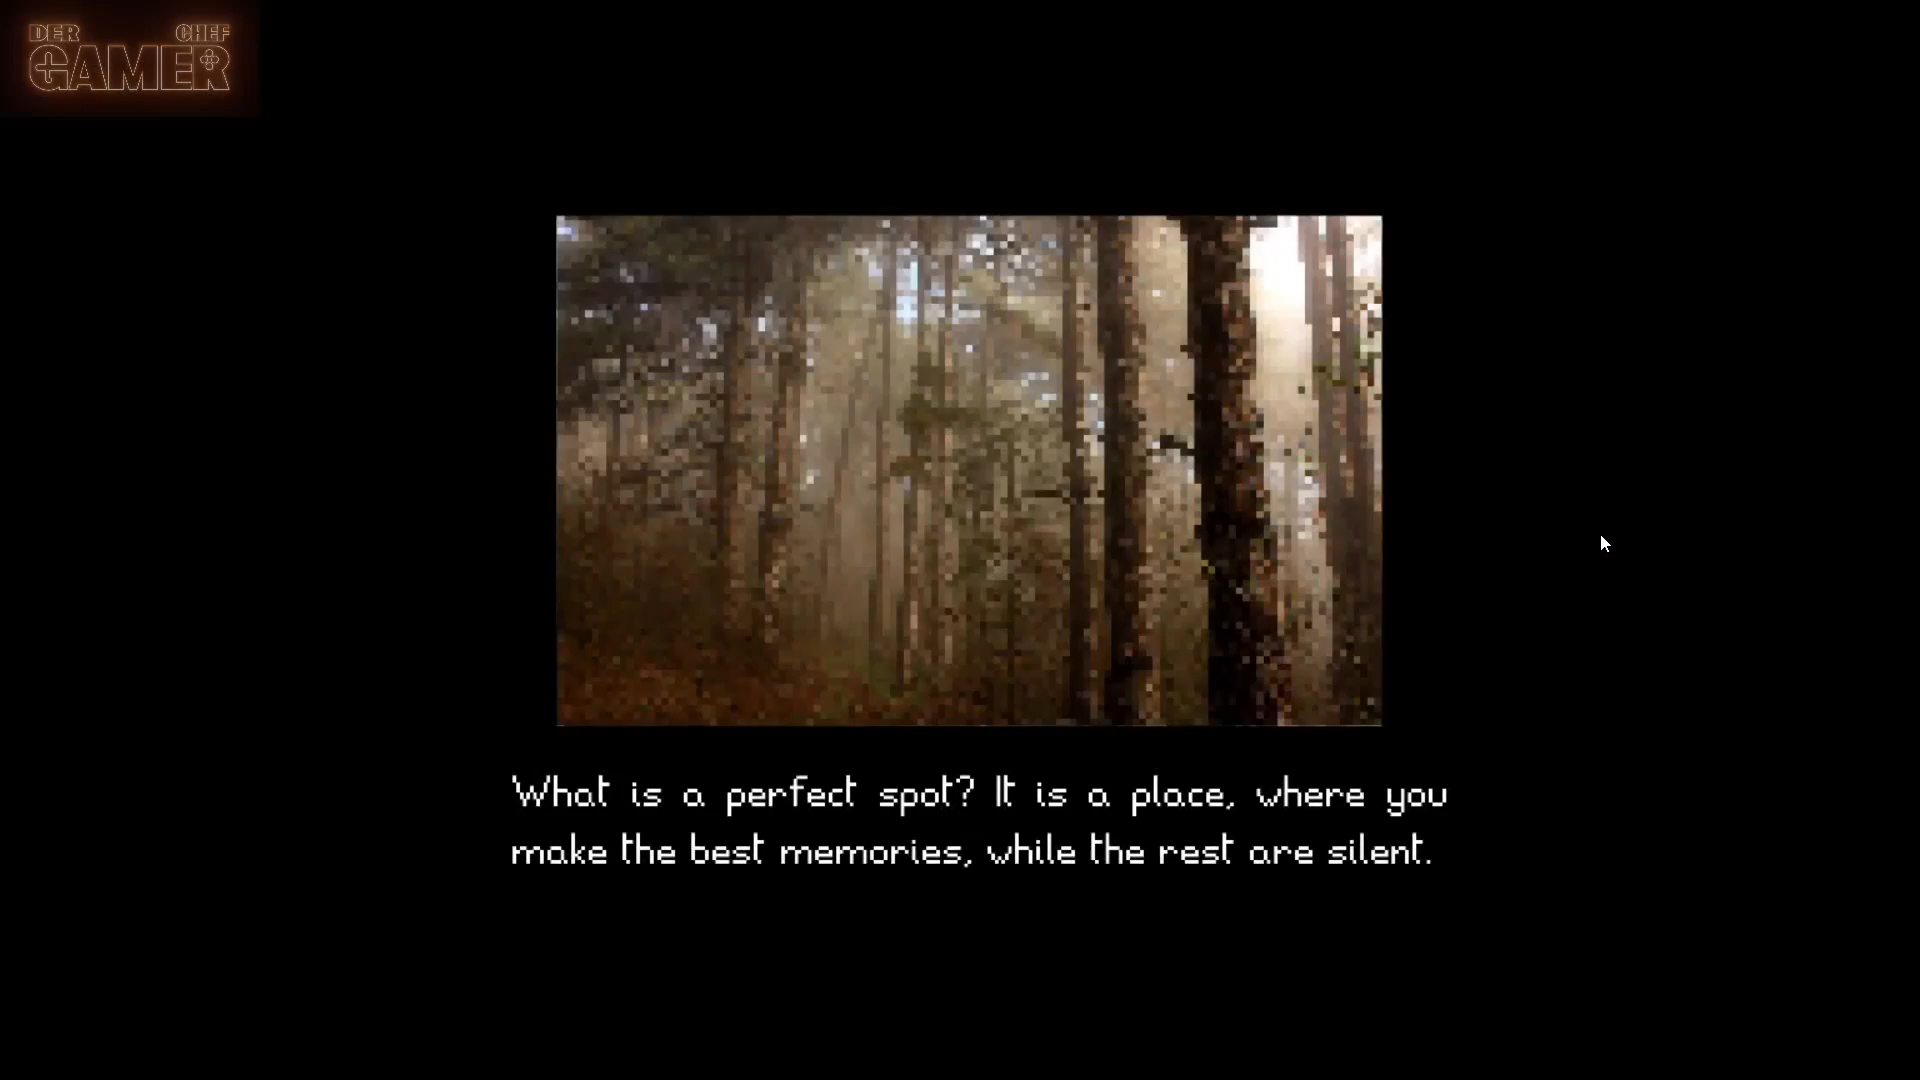 DER CHEF
GAMER
What is a perfect spot? It is a place, where you
make the best memories, while the rest are silent.